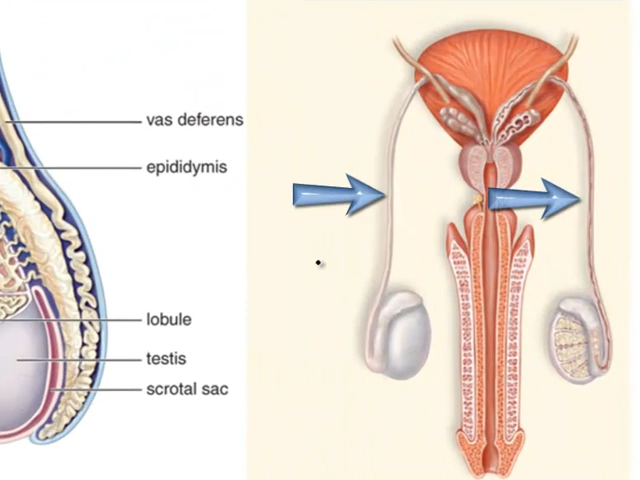 vas deferens
epididymis
lobule
testis
scrotal sac